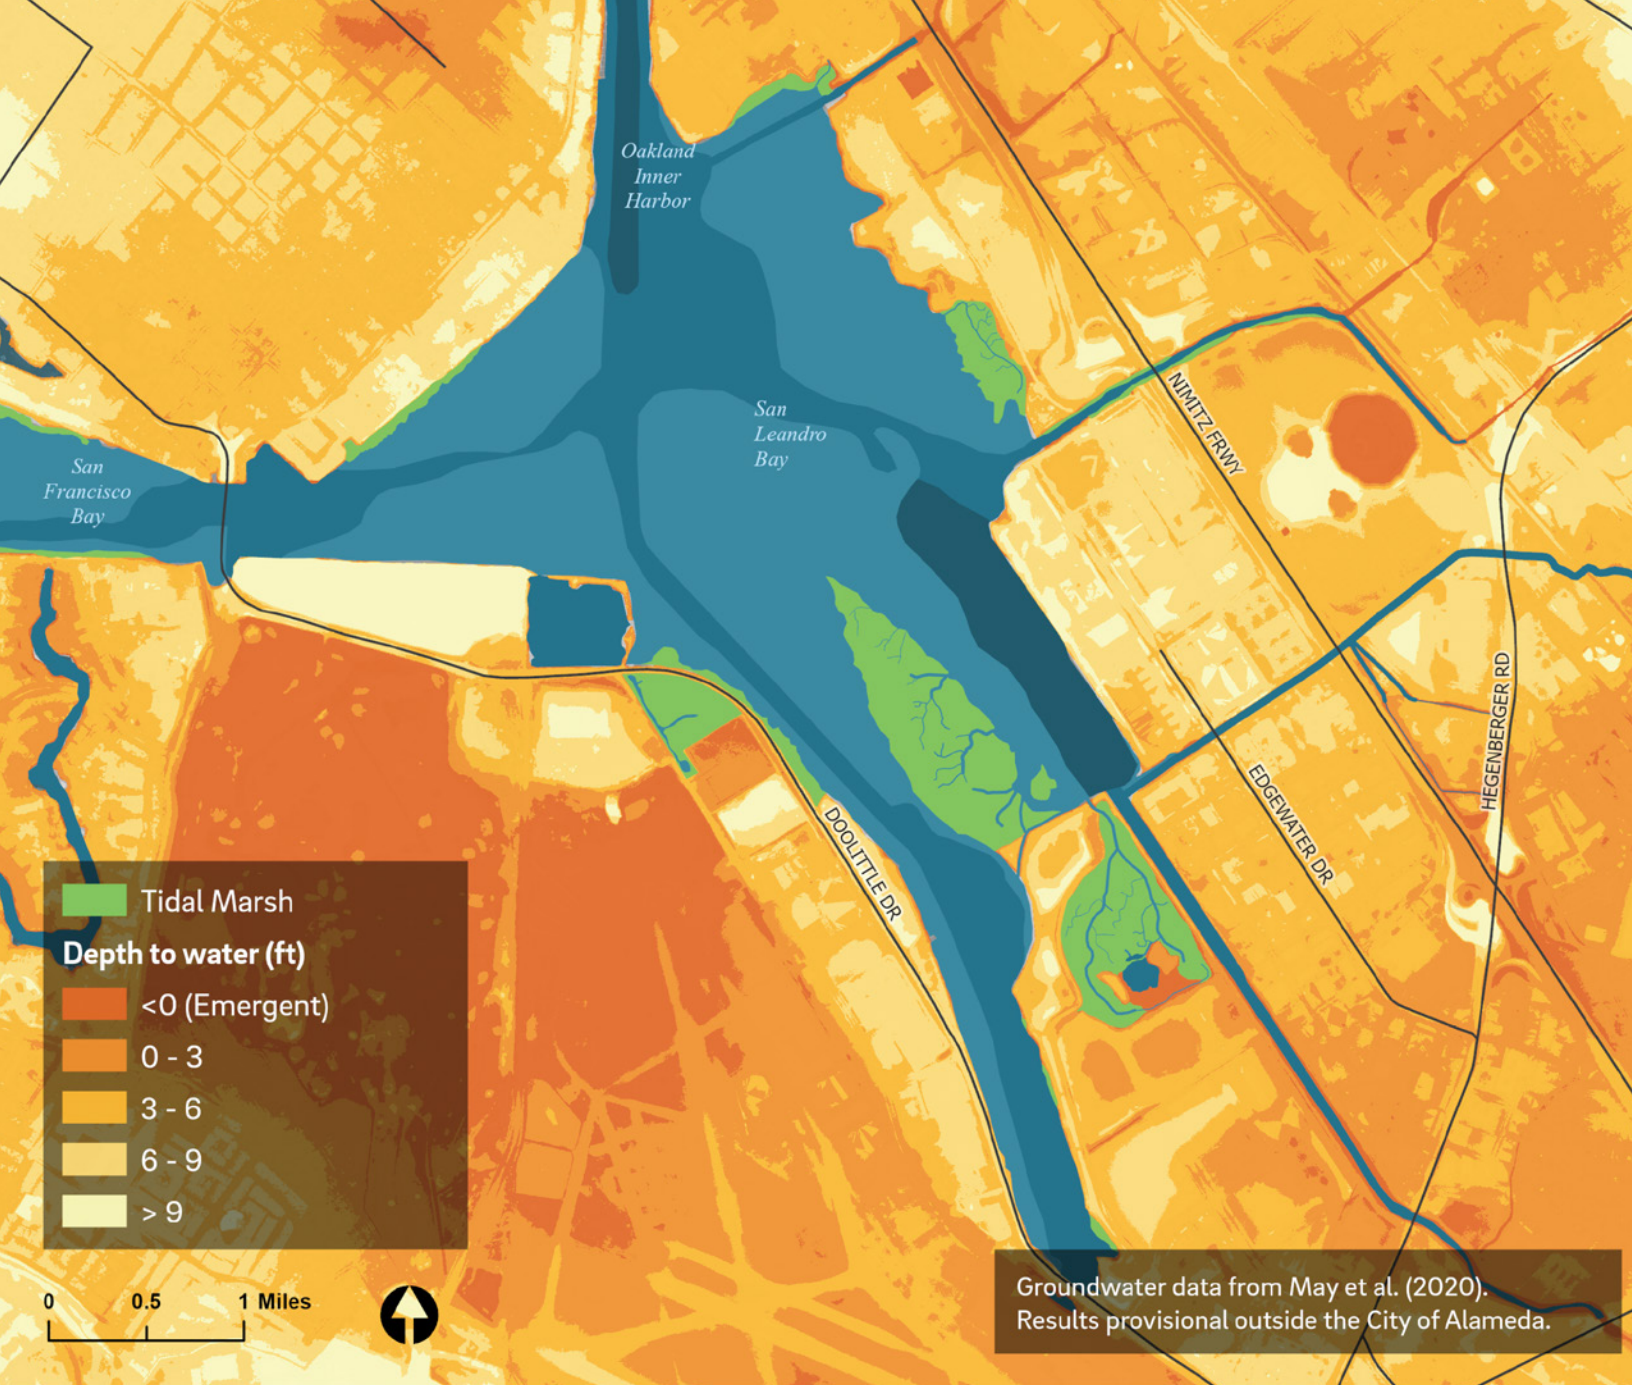 Oakland
Inner
Harbor
San
Leandro
Bay
San
Francisco
Bay
NIMITZ FRWY
HEGENBERGER RD
EDGEWATER DR
DOOLITTLE DR
Tidal Marsh
Depth to water (ft)
<0 (Emergent)
0 - 3
3 - 6
6 - 9
> 9
0 0.5 1 Miles
Groundwater data from May et al. (2020).
Results provisional outside the City of Alameda.